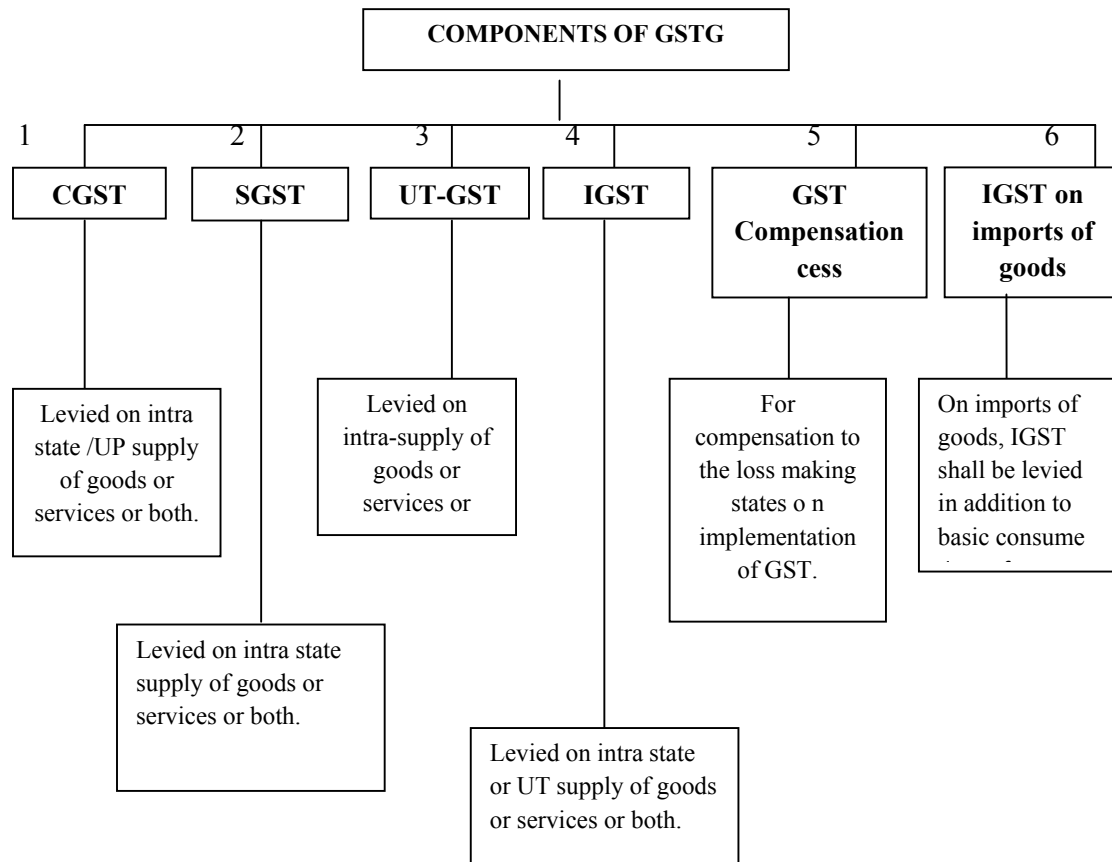 COMPONENTS OF GSTG
1
2
3
4
5
6
CGST
SGST
UT-GST
IGST
GST
Compensation
cess
IGST on
imports of
goods
Levied on intra
state /UP supply
of goods or
services or both.
Levied on
intra-supply of
goods or
services or
For
compensation to
the loss making
states o n
implementation
of GST.
On imports of
goods, IGST
shall be levied
in addition to
basic consume
Levied on intra state
supply of goods or
services or both.
Levied on intra state
or UT supply of goods
or services or both.